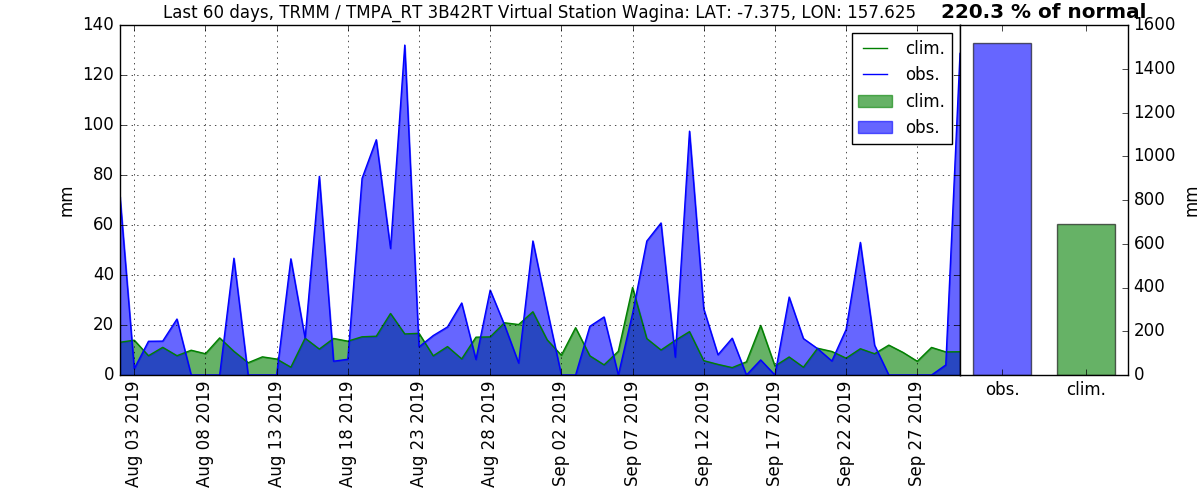 Last 60 days, TRMM / TMPA_RT 3B42RT Virtual Station Wagina: LAT: -7.375, LON: 157.625
220.3 % of normal
140
120
100
80
60
40
20
0
mm
clim.
obs.
clim.
obs.
1600
1400
1200
1000
800
600
400
200
0
mm
Aug 03 2019
Aug 08 2019
Aug 13 2019
Aug 18 2019
Aug 23 2019
Aug 28 2019
Sep 02 2019
Sep 07 2019
Sep 12 2019
Sep 17 2019
Sep 22 2019
Sep 27 2019
obs.
clim.